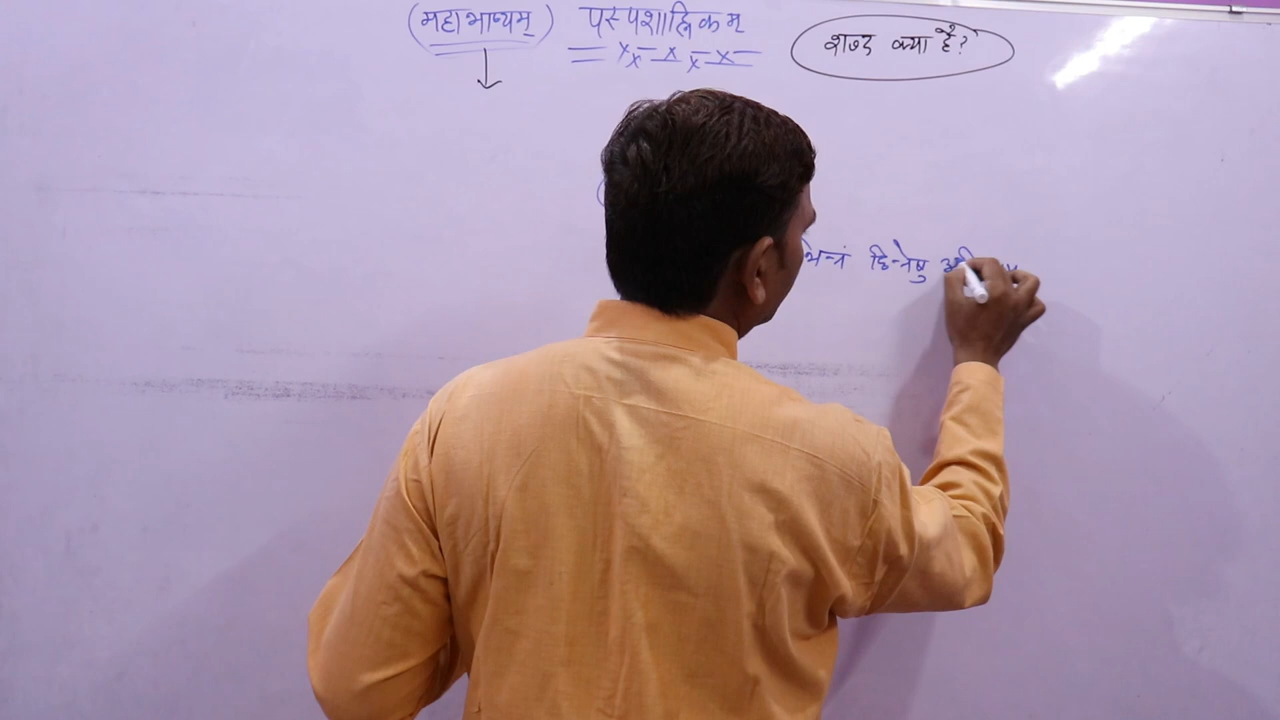 (महाभाष्यम्) पस्पशाह्निकम् शब्द क्या है?
भिन्नं छिन्नेषु